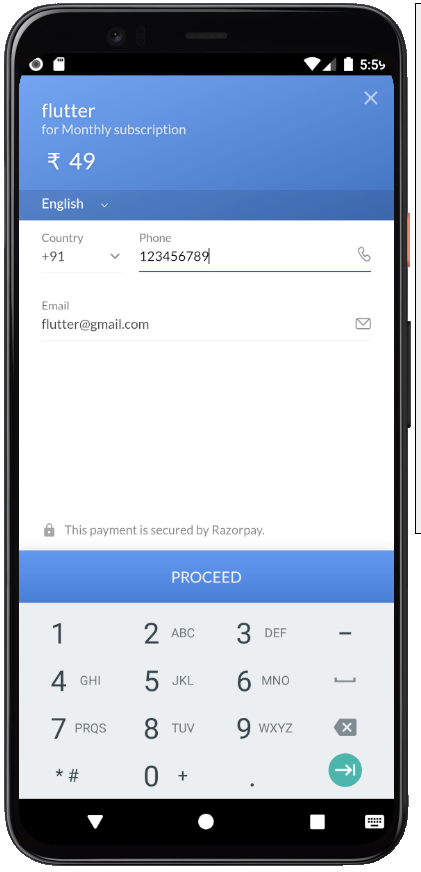 5:5
flutter
for Monthly subscription
₹ 49
English
Country
Phone
+91
123456789
Email
flutter@gmail.com
This payment is secured by Razorpay.
PROCEED
1
2 ABC
3 DEF
–
4 GHI
5 JKL
6 MNO
7 PRQS
8 TUV
9 WXYZ
* #
0 +
.